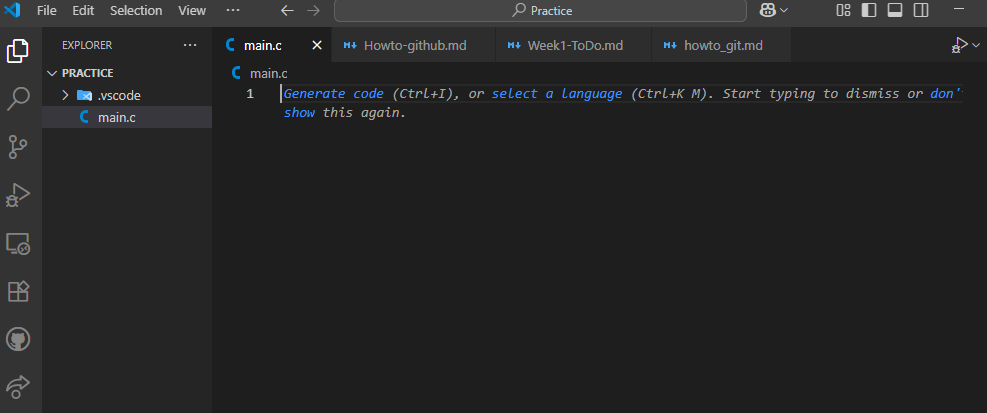 File Edit Selection View ··· Practice
EXPLORER ···
main.c Howto-github.md Week1-ToDo.md howto_git.md
PRACTICE
main.c
.vscode
1 Generate code (Ctrl+I), or select a language (Ctrl+K M). Start typing to dismiss or don'
main.c
show this again.